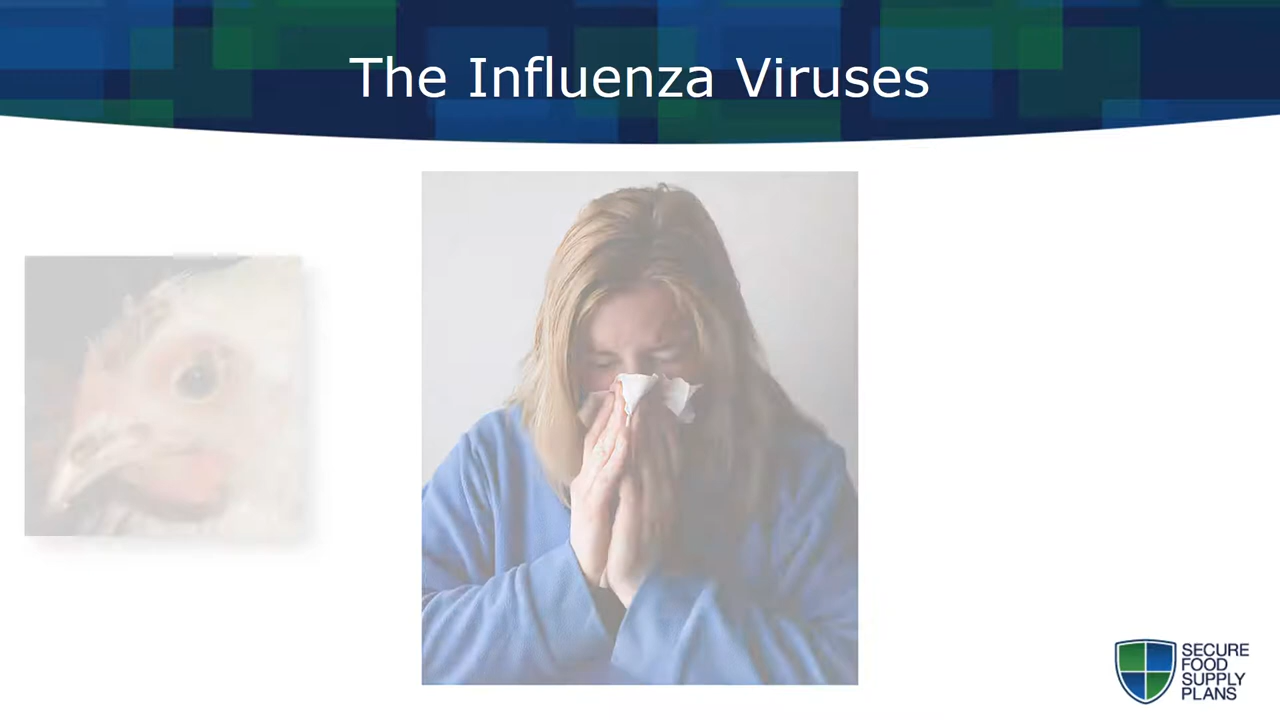 The Influenza Viruses
SECURE
FOOD
SUPPLY
PLANS